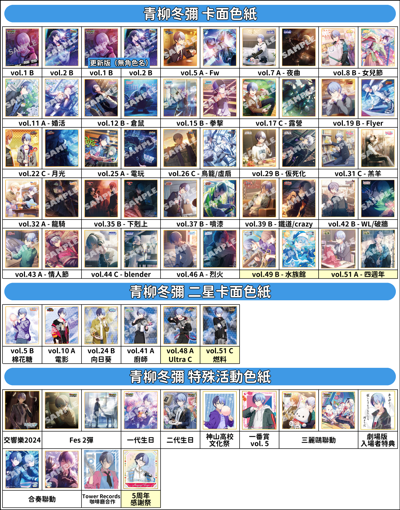 青柳冬彌 卡面色紙
更新版（無角色名）
vol.1 B vol.2 B vol.1 B vol.2 B vol.5 A - Fw vol.7 A - 夜曲 vol.8 B - 女兒節
vol.11 A - 婚活 vol.12 B - 倉鼠 vol.15 B - 拳擊 vol.17 C - 露營 vol.19 B - Flyer
vol.22 C - 月光 vol.25 A - 電玩 vol.26 C - 鳥籠/虛循 vol.29 B - 仮死化 vol.31 C - 羔羊
vol.32 A - 龍騎 vol.35 B - 下剋上 vol.37 B - 噴漆 vol.39 B - 鐵道/crazy vol.42 B - WL/破牆
vol.43 A - 情人節 vol.44 C - blender vol.46 A - 烈火 vol.49 B - 水族館 vol.51 A - 四週年
青柳冬彌 二星卡面色紙
vol.5 B vol.10 A vol.24 B vol.41 A vol.48 A vol.51 C
棉花糖 電影 向日葵 廚師 Ultra C 燃料
青柳冬彌 特殊活動色紙
交響樂2024 Fes 2彈 一代生日 二代生日 神山高校 文化祭 一番賞 vol. 5 三麗鷗聯動 劇場版 入場者特典
合奏聯動 Tower Records 咖啡廳合作 5周年 感謝祭